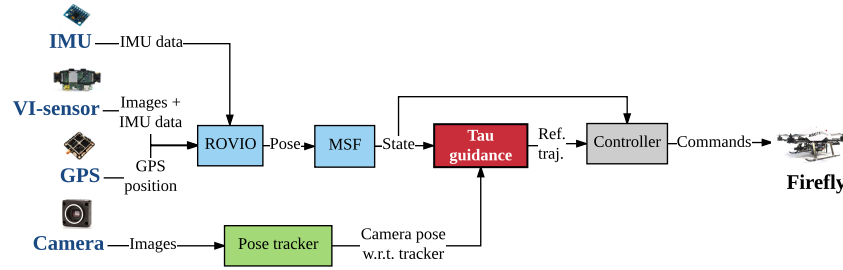 IMU
IMU data
VI-sensor
Images +
IMU data
GPS
GPS
position
ROVIO
Pose
MSF
State
Tau
guidance
Ref.
traj.
Controller
Commands
Firefly
Camera
Images
Pose tracker
Camera pose
w.r.t. tracker